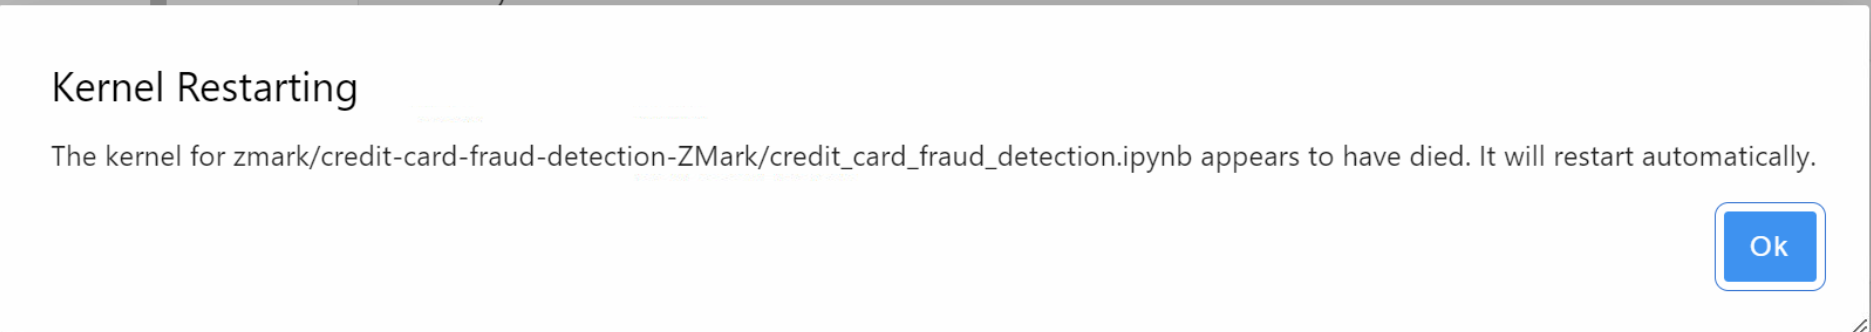 Kernel Restarting
The kernel for zmark/credit-card-fraud-detection-ZMark/credit_card_fraud_detection.ipynb appears to have died. It will restart automatically.
Ok